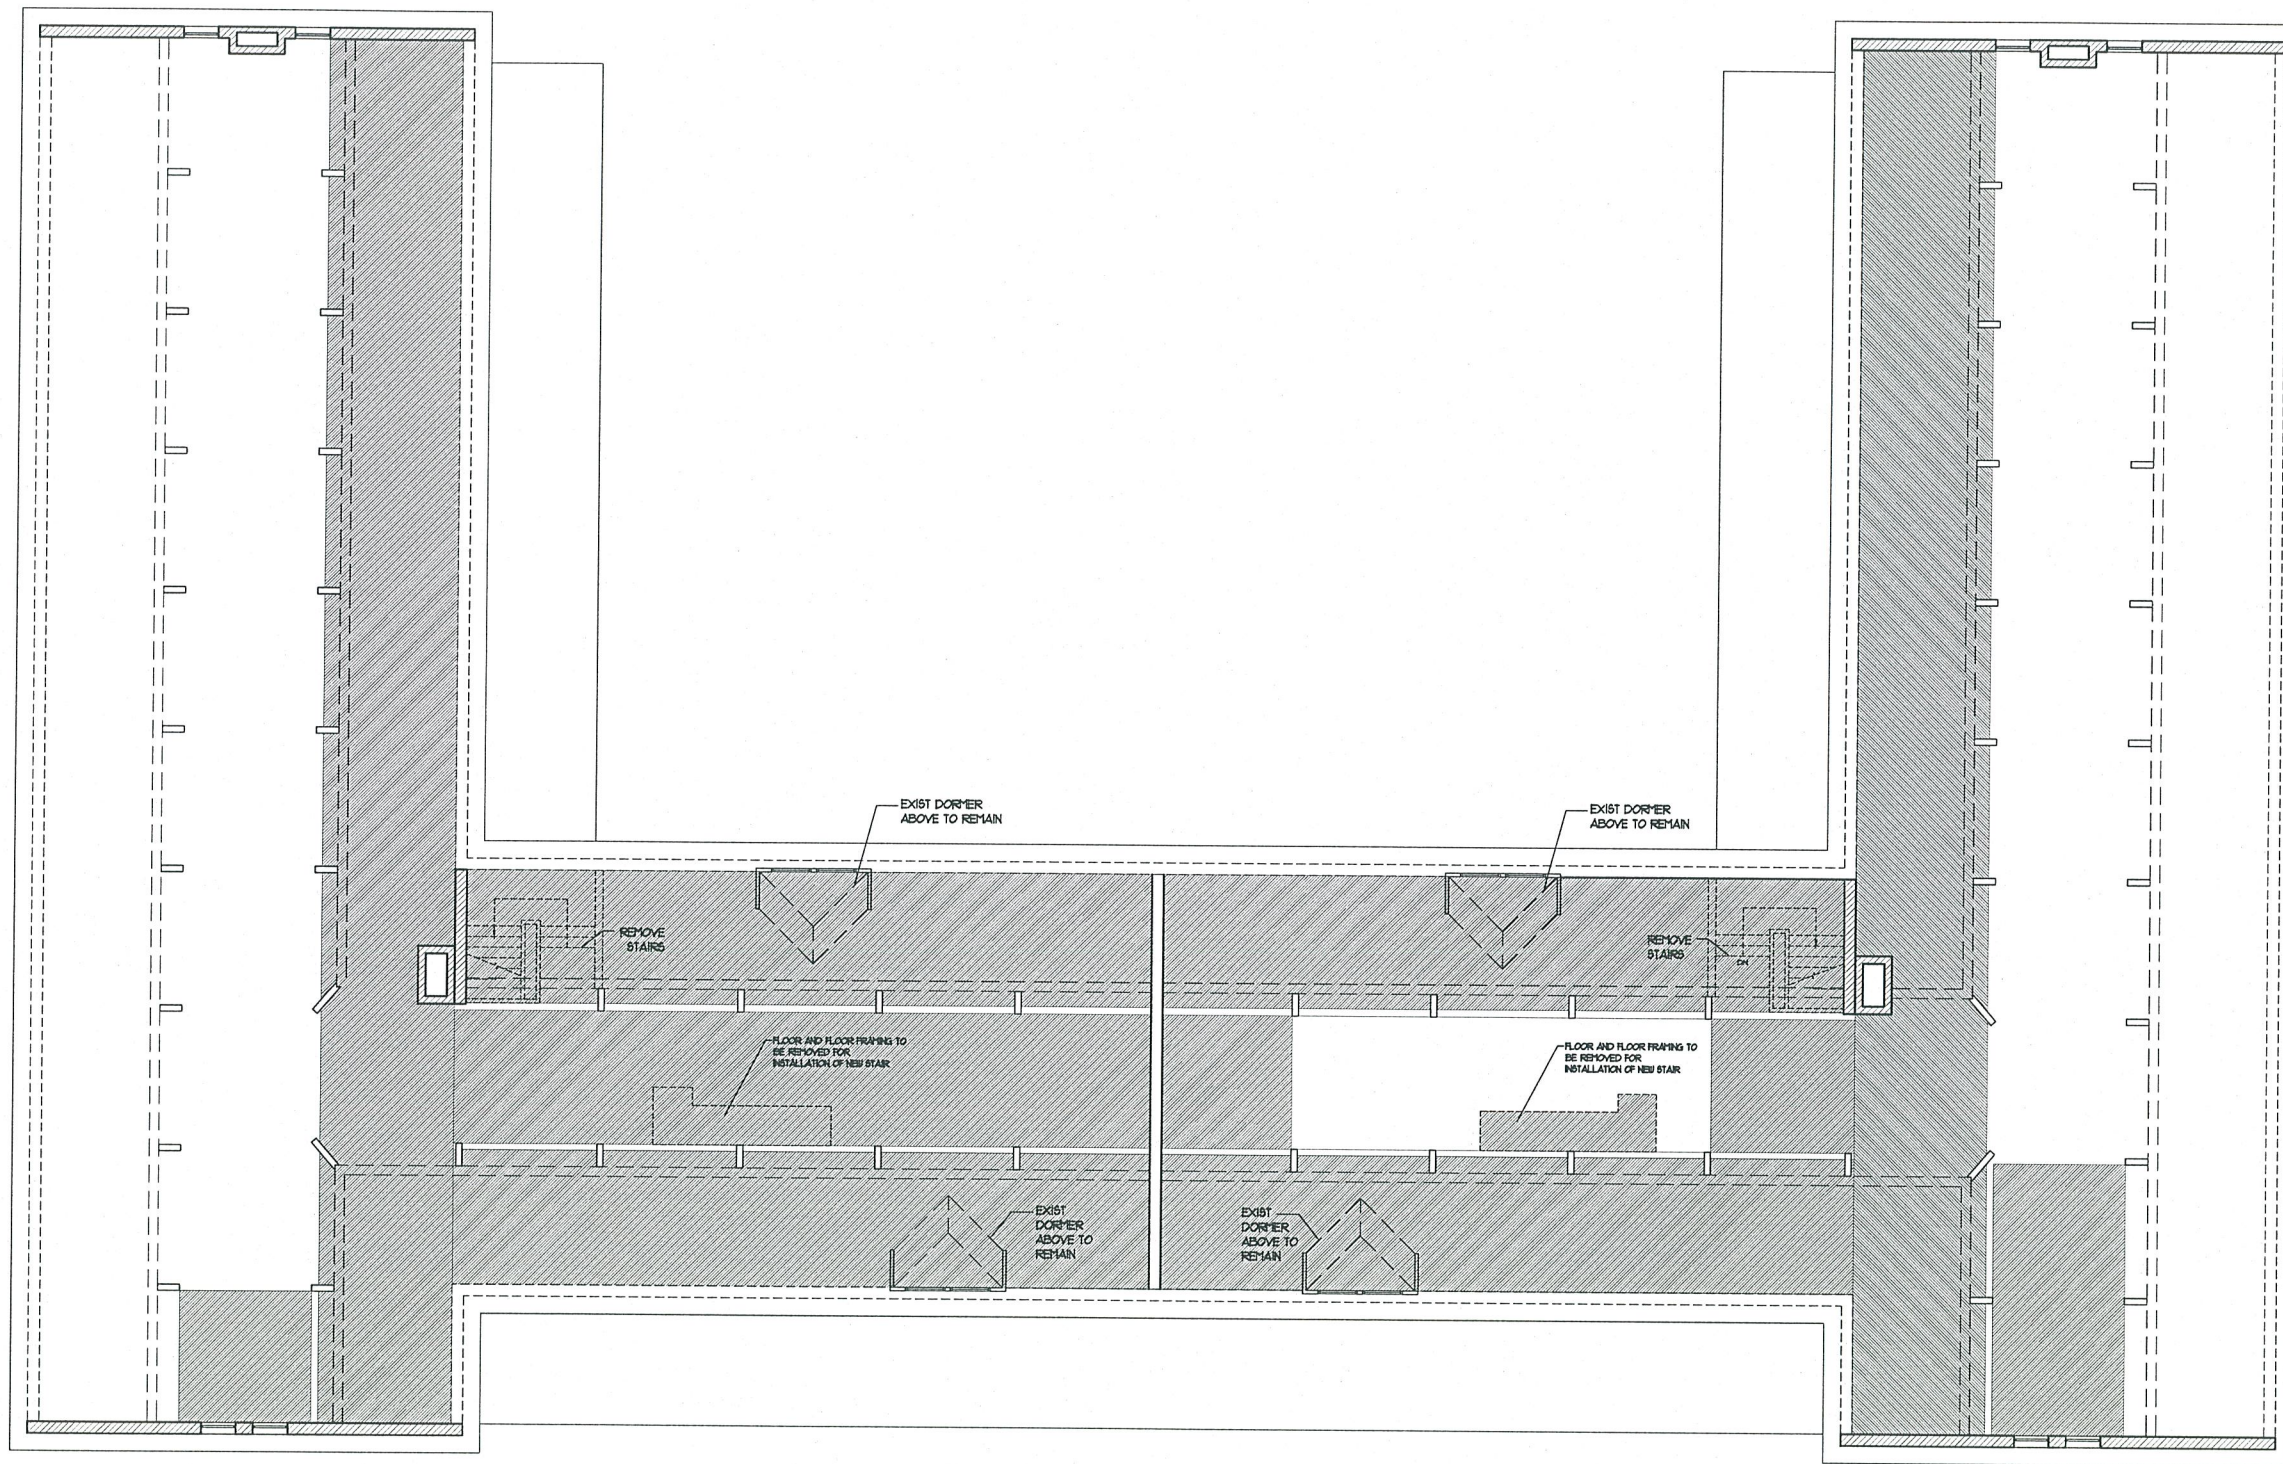 EXIST DORMER
ABOVE TO REMAIN
EXIST DORMER
ABOVE TO REMAIN
REMOVE
STAIRS
REMOVE
STAIRS
DN
FLOOR AND FLOOR FRAMING TO
BE REMOVED FOR
INSTALLATION OF NEW STAIR
FLOOR AND FLOOR FRAMING TO
BE REMOVED FOR
INSTALLATION OF NEW STAIR
EXIST
DORMER
ABOVE TO
REMAIN
EXIST
DORMER
ABOVE TO
REMAIN